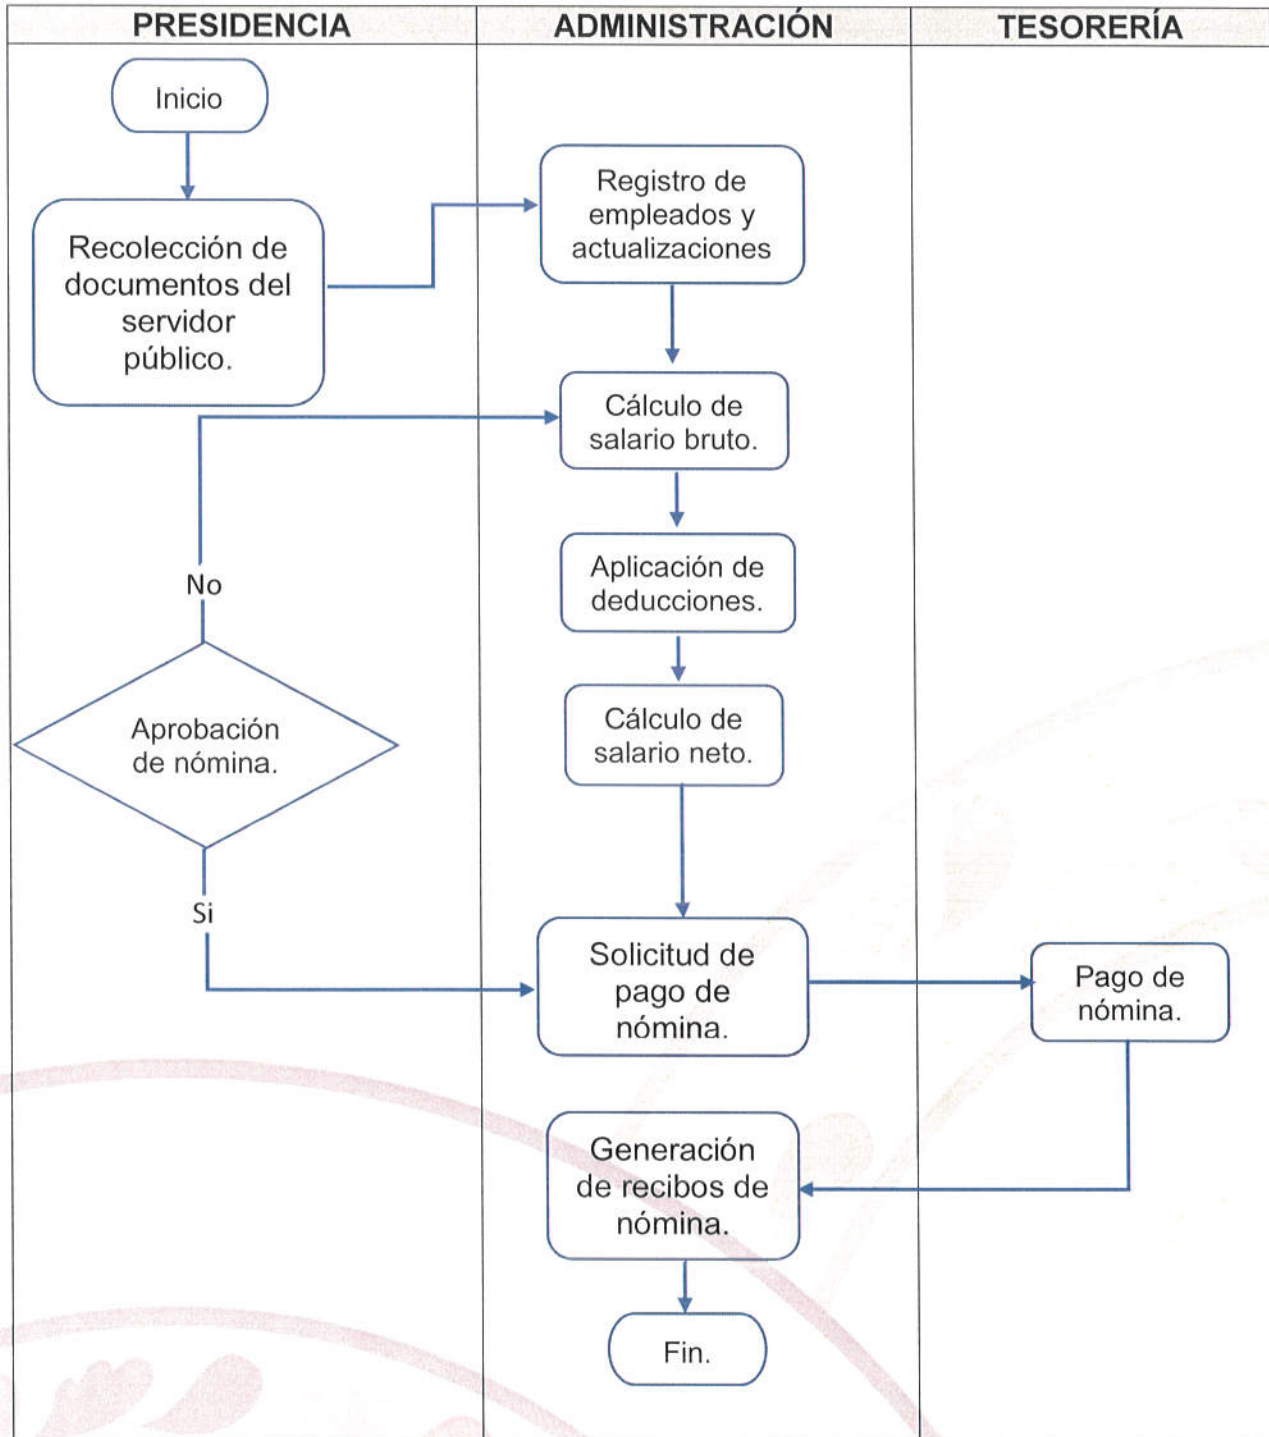 PRESIDENCIA
ADMINISTRACIÓN
TESORERÍA
Inicio
Recolección de
documentos del
servidor
público.
Registro de
empleados y
actualizaciones
Cálculo de
salario bruto.
Aplicación de
deducciones.
No
Aprobación
de nómina.
Cálculo de
salario neto.
Si
Solicitud de
pago de
nómina.
Pago de
nómina.
Generación
de recibos de
nómina.
Fin.